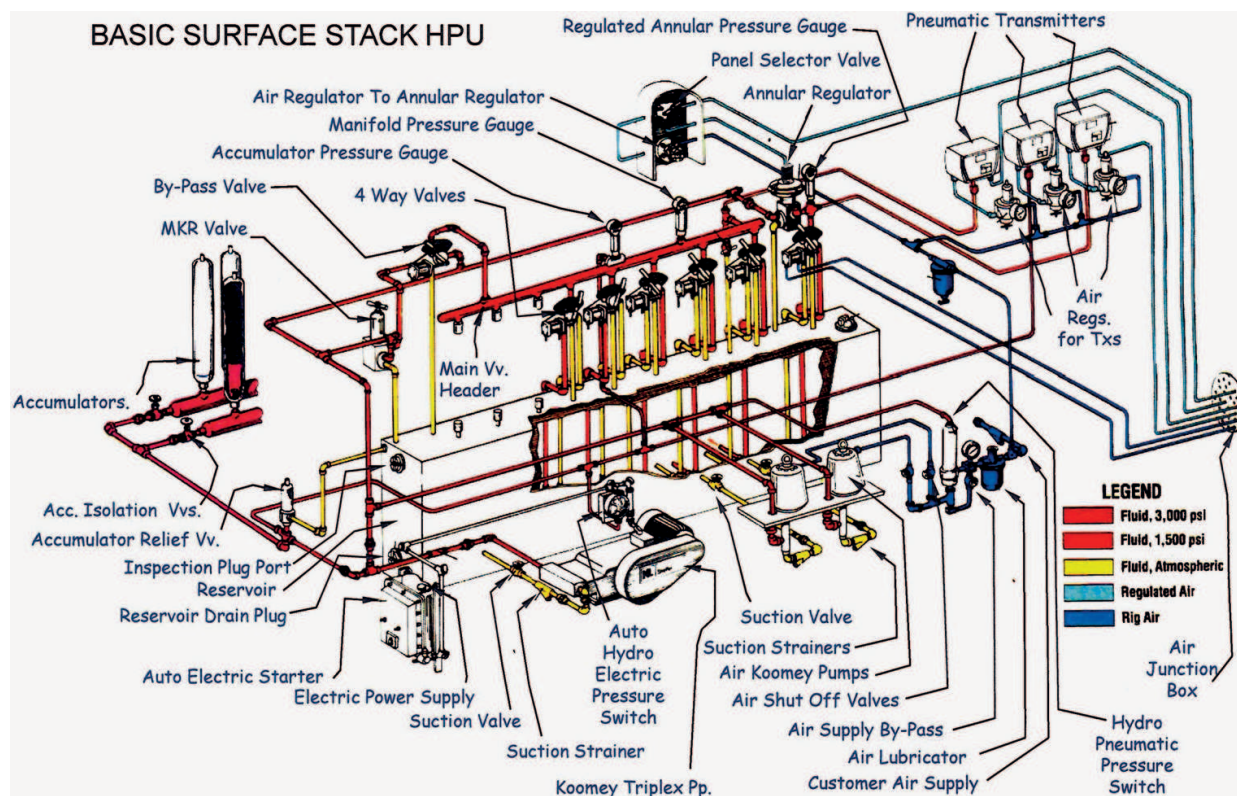 BASIC SURFACE STACK HPU
Regulated Annular Pressure Gauge
Pneumatic Transmitters
Panel Selector Valve
Air Regulator To Annular Regulator
Annular Regulator
Manifold Pressure Gauge
Accumulator Pressure Gauge
By-Pass Valve
4 Way Valves
MKR Valve
Air
Regs.
for Txs
Main Vv.
Header
Accumulators.
Acc. Isolation Vvs.
Accumulator Relief Vv.
Inspection Plug Port
Reservoir
Reservoir Drain Plug
Auto Electric Starter
Electric Power Supply
Suction Valve
Suction Strainer
Auto
Hydro
Electric
Pressure
Switch
Koomey Triplex Pp.
Suction Valve
Suction Strainers
Air Koomey Pumps
Air Shut Off Valves
Air Supply By-Pass
Air Lubricator
Customer Air Supply
Hydro
Pneumatic
Pressure
Switch
Air
Junction
Box
LEGEND
Fluid, 3,000 psi
Fluid, 1,500 psi
Fluid, Atmospheric
Regulated Air
Rig Air
NL